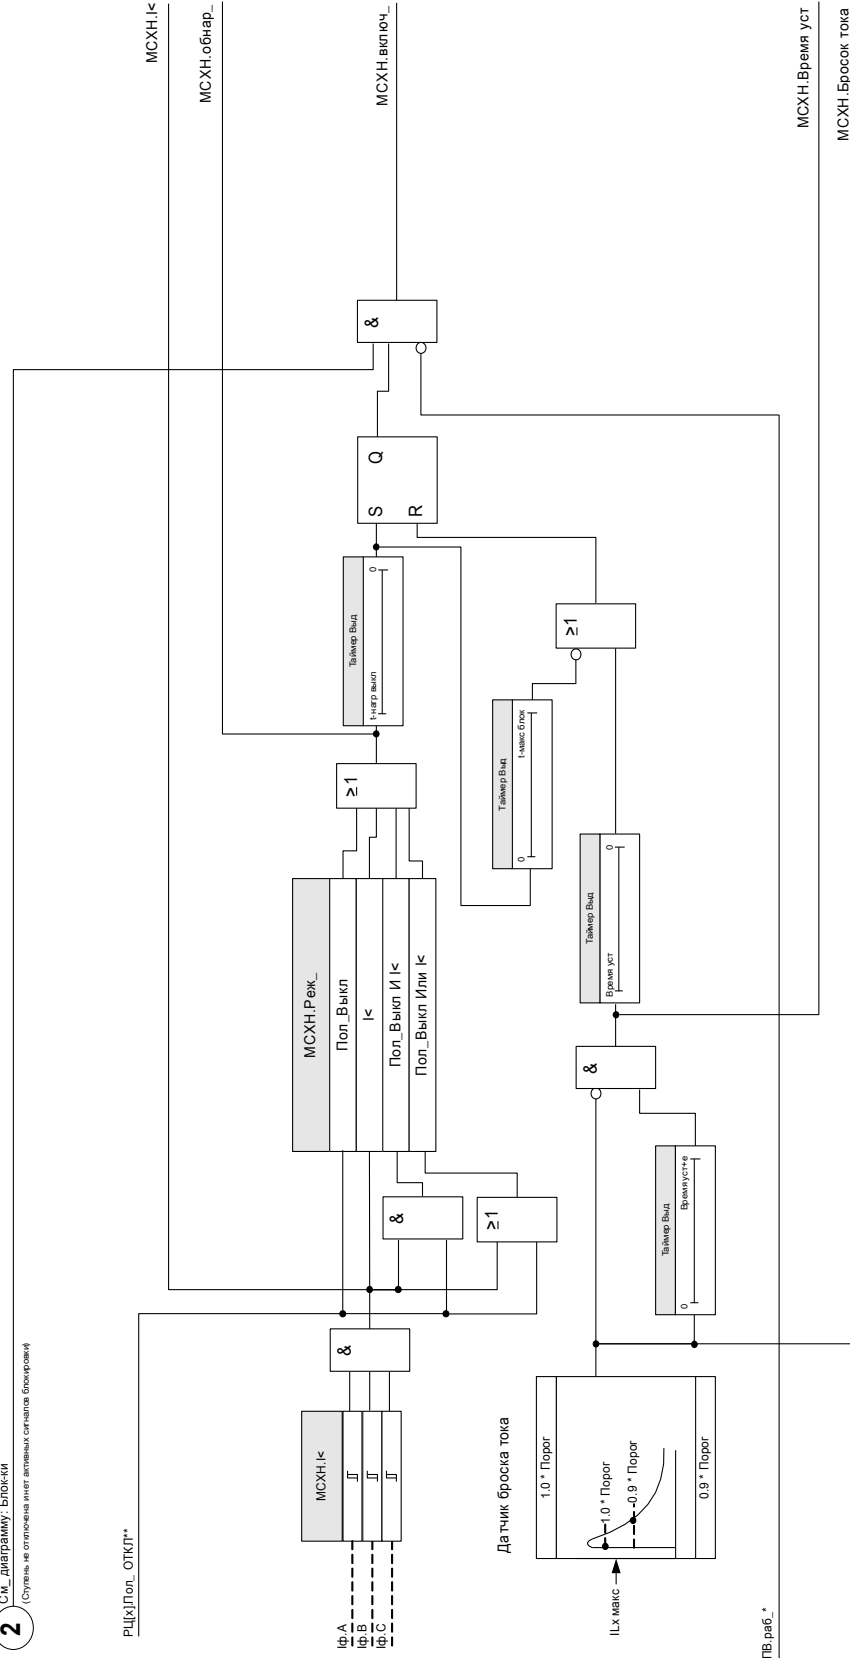 2
См_ диаграмму: Блок-ки
(Ступень не отключена и нет активных сигналов блокировки)
РЦ[x].Пол_ ОТКЛ**
Iф.A
Iф.B
Iф.C
МСХН.I<
&
МСХН.I<
МСХН.обнар_
МСХН.включ_
&
≥1
МСХН.Реж_
Пол_Выкл
I<
Пол_Выкл И I<
Пол_Выкл Или I<
≥1
Таймер Выд
t-нагр выкл
0
S
R
Q
&
Таймер Выд
0
t-макс блок
≥1
Датчик броска тока
1.0 * Порог
1.0 * Порог
0.9 * Порог
0.9 * Порог
ILx макс
Таймер Выд
0
Время уст+e
&
Таймер Выд
Время уст
0
МСХН.Время уст
МСХН.Бросок тока
ПВ.раб_*